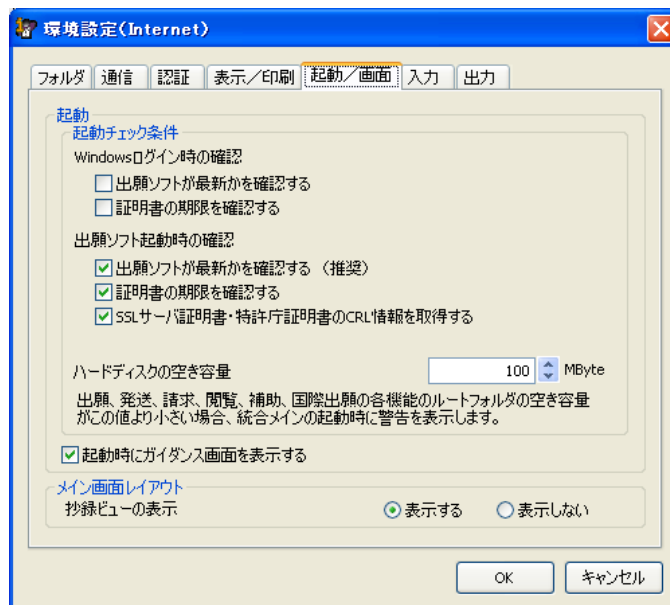 環境設定(Internet)
フォルダ 通信 認証 表示／印刷 起動／画面 入力 出力
起動
起動チェック条件
Windowsログイン時の確認
出願ソフトが最新かを確認する
証明書の期限を確認する
出願ソフト起動時の確認
出願ソフトが最新かを確認する （推奨）
証明書の期限を確認する
SSLサーバ証明書・特許庁証明書のCRL情報を取得する
ハードディスクの空き容量 100 MByte
出願、発送、請求、閲覧、補助、国際出願の各機能のルートフォルダの空き容量
がこの値より小さい場合、統合メインの起動時に警告を表示します。
起動時にガイダンス画面を表示する
メイン画面レイアウト
抄録ビューの表示 表示する 表示しない
OK キャンセル